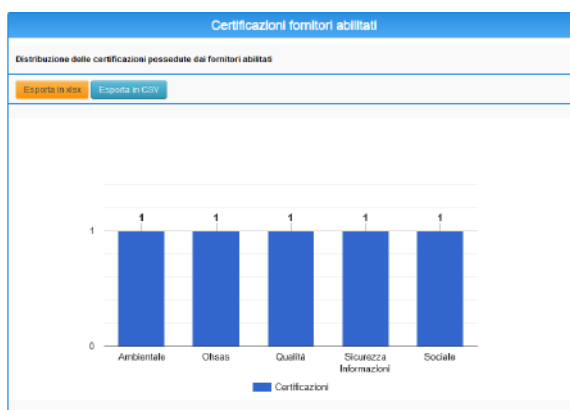 Certificazioni fornitori abilitati
Distribuzione delle certificazioni possedute dai fornitori abilitati
Esporta in xlsx Esporta in CSV
1 1 1 1 1
1
0
Ambientale Ohsas Qualità Sicurezza Informazioni Sociale
Certificazioni